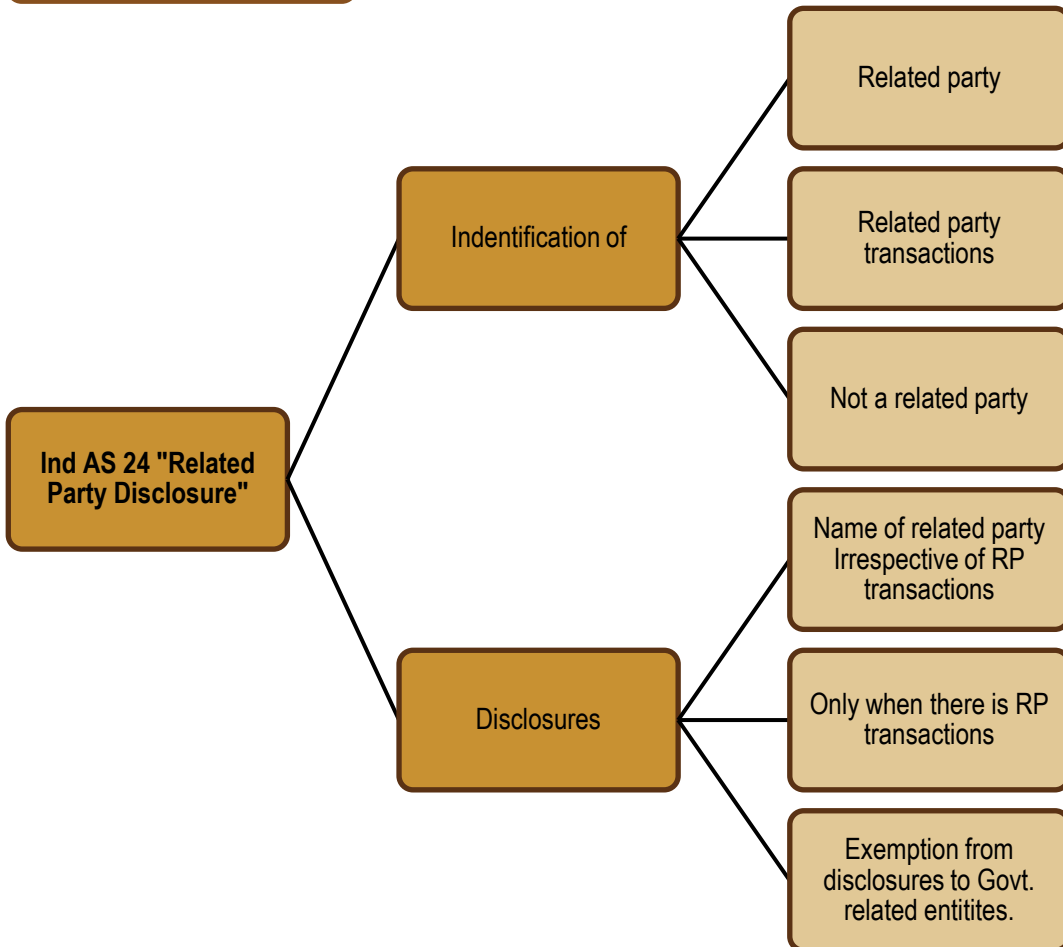 Related party
Indentification of
Related party
transactions
Not a related party
Ind AS 24 "Related
Party Disclosure"
Name of related party
Irrespective of RP
transactions
Disclosures
Only when there is RP
transactions
Exemption from
disclosures to Govt.
related entitites.